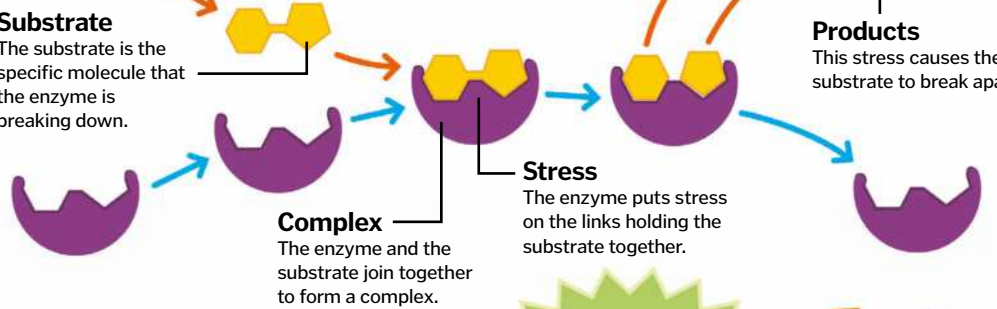 Substrate
The substrate is the
specific molecule that
the enzyme is
breaking down.
Complex
The enzyme and the
substrate join together
to form a complex.
Stress
The enzyme puts stress
on the links holding the
substrate together.
Products
This stress causes the
substrate to break